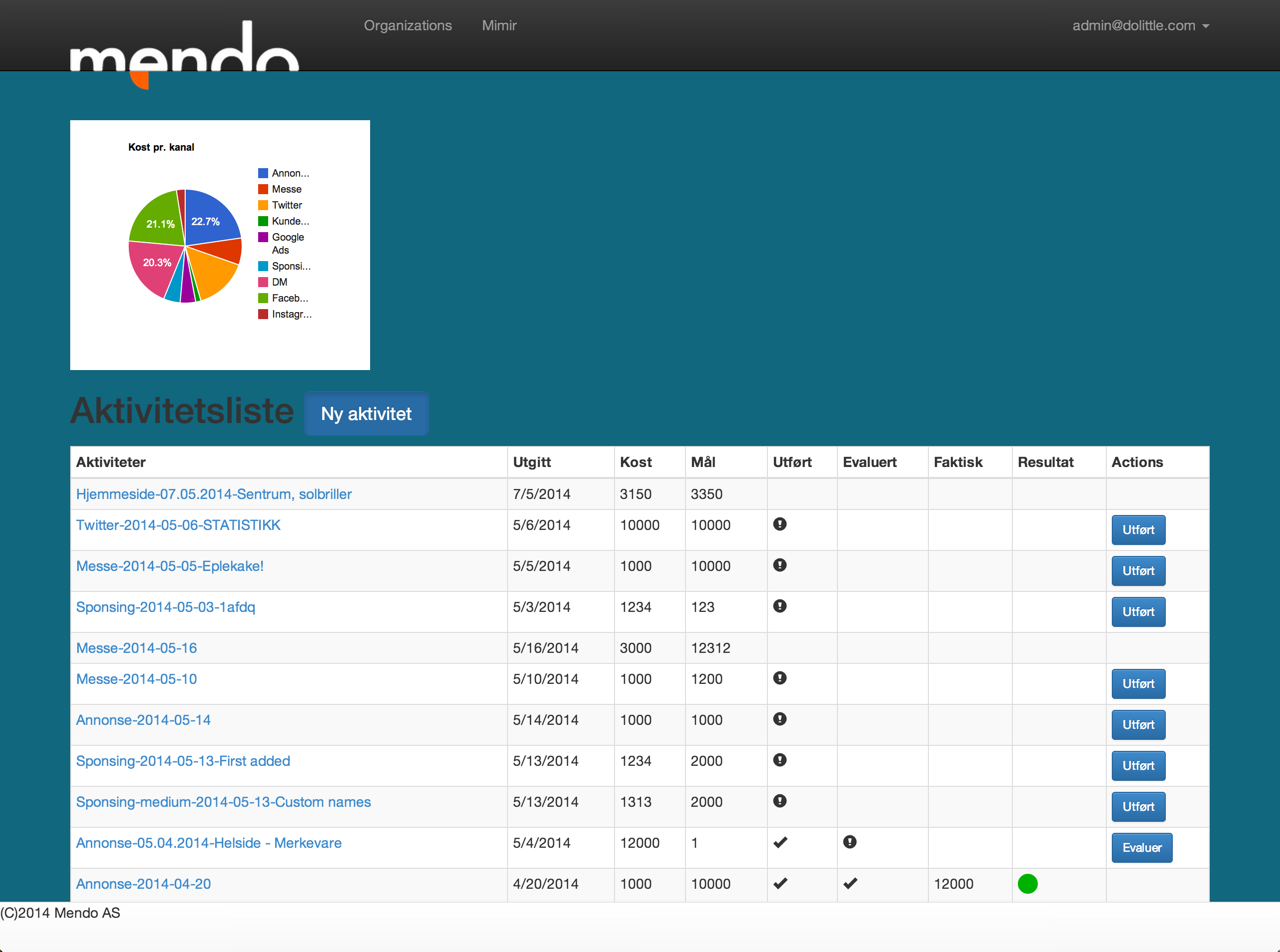 mendo Organizations Mimir admin@dolittle.com
Kost pr. kanal
Annon...
Messe
Twitter
Kunde...
Google
Ads
Sponsi...
DM
Faceb...
Instagr...
22.7%
21.1%
20.3%
Aktivitetsliste Ny aktivitet
Aktiviteter Utgitt Kost Mål Utført Evaluert Faktisk Resultat Actions
Hjemmeside-07.05.2014-Sentrum, solbriller 7/5/2014 3150 3350
Twitter-2014-05-06-STATISTIKK 5/6/2014 10000 10000 Utført
Messe-2014-05-05-Eplekake! 5/5/2014 1000 10000 Utført
Sponsing-2014-05-03-1afdq 5/3/2014 1234 123 Utført
Messe-2014-05-16 5/16/2014 3000 12312
Messe-2014-05-10 5/10/2014 1000 1200 Utført
Annonse-2014-05-14 5/14/2014 1000 1000 Utført
Sponsing-2014-05-13-First added 5/13/2014 1234 2000 Utført
Sponsing-medium-2014-05-13-Custom names 5/13/2014 1313 2000 Utført
Annonse-05.04.2014-Helside - Merkevare 5/4/2014 12000 1 Evaluer
Annonse-2014-04-20 4/20/2014 1000 10000 12000
(C)2014 Mendo AS